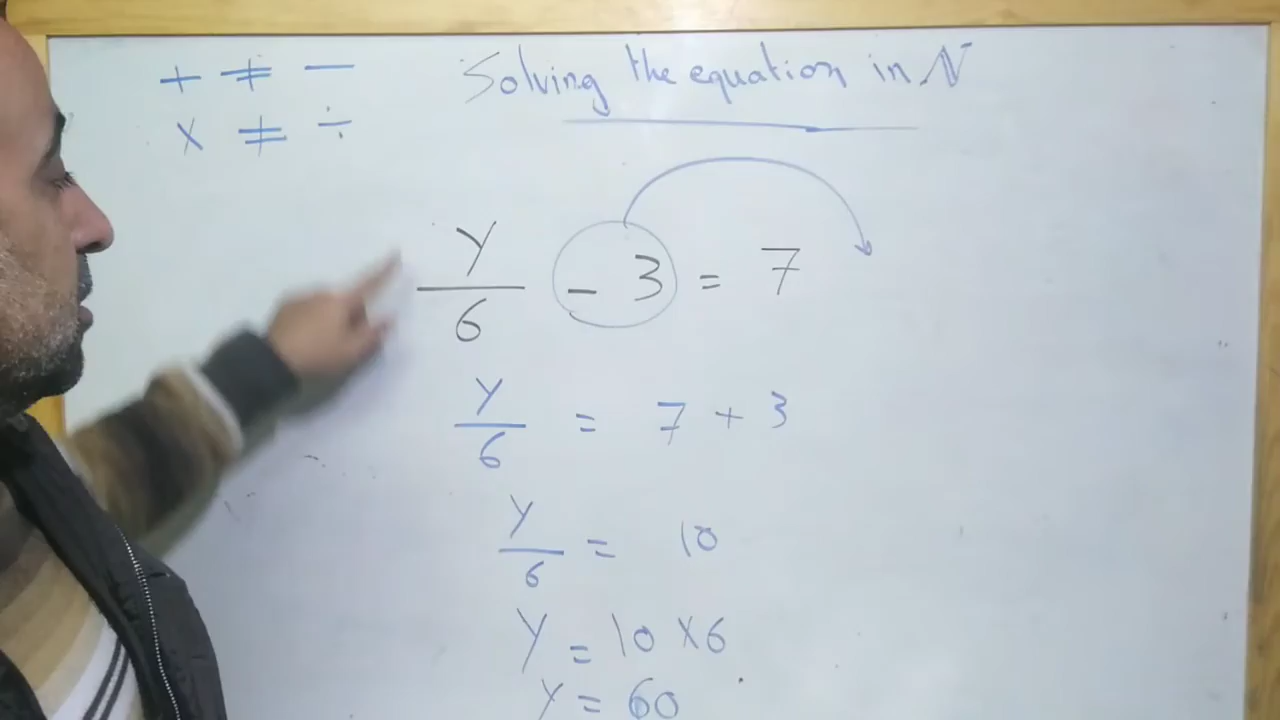 + ≠ −
× ≠ ÷
Solving the equation in ℕ
y/6 - 3 = 7
y/6 = 7 + 3
y/6 = 10
y = 10 × 6
y = 60